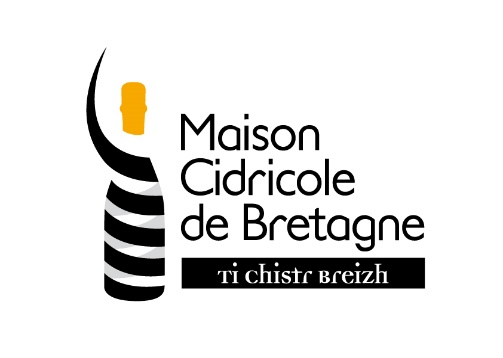 Maison
Cidricole
de Bretagne
Ti Chistr Breizh